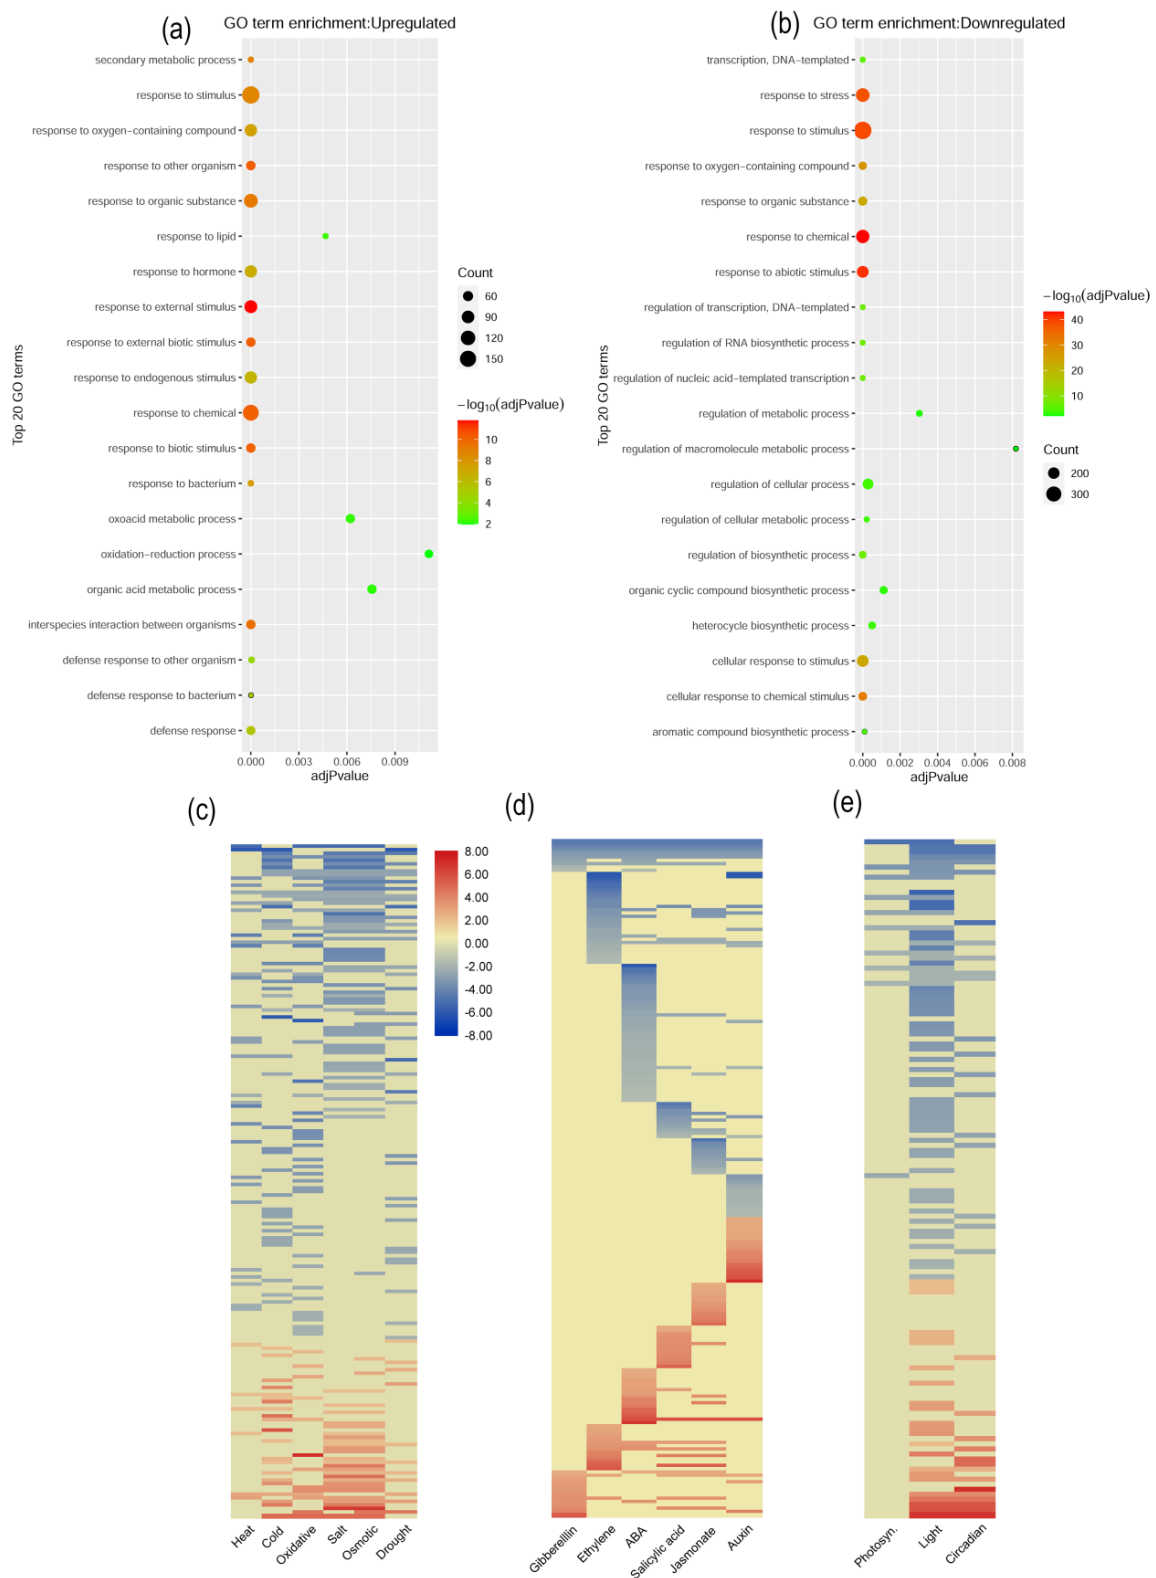 (a)
GO term enrichment:Upregulated
Top 20 GO terms
secondary metabolic process
response to stimulus
response to oxygen−containing compound
response to other organism
response to organic substance
response to lipid
response to hormone
response to external stimulus
response to external biotic stimulus
response to endogenous stimulus
response to chemical
response to biotic stimulus
response to bacterium
oxoacid metabolic process
oxidation−reduction process
organic acid metabolic process
interspecies interaction between organisms
defense response to other organism
defense response to bacterium
defense response
0.000 0.003 0.006 0.009
adjPvalue
Count
60
90
120
150
−log10(adjPvalue)
10
8
6
4
2
(b)
GO term enrichment:Downregulated
Top 20 GO terms
transcription, DNA−templated
response to stress
response to stimulus
response to oxygen−containing compound
response to organic substance
response to chemical
response to abiotic stimulus
regulation of transcription, DNA−templated
regulation of RNA biosynthetic process
regulation of nucleic acid−templated transcription
regulation of metabolic process
regulation of macromolecule metabolic process
regulation of cellular process
regulation of cellular metabolic process
regulation of biosynthetic process
organic cyclic compound biosynthetic process
heterocycle biosynthetic process
cellular response to stimulus
cellular response to chemical stimulus
aromatic compound biosynthetic process
0.000 0.002 0.004 0.006 0.008
adjPvalue
−log10(adjPvalue)
40
30
20
10
Count
200
300
(c)
8.00
6.00
4.00
2.00
0.00
-2.00
-4.00
-6.00
-8.00
Heat
Cold
Oxidative
Salt
Osmotic
Drought
(d)
Gibberelllin
Ethylene
ABA
Salicylic acid
Jasmonate
Auxin
(e)
Photosyn.
Light
Circadian